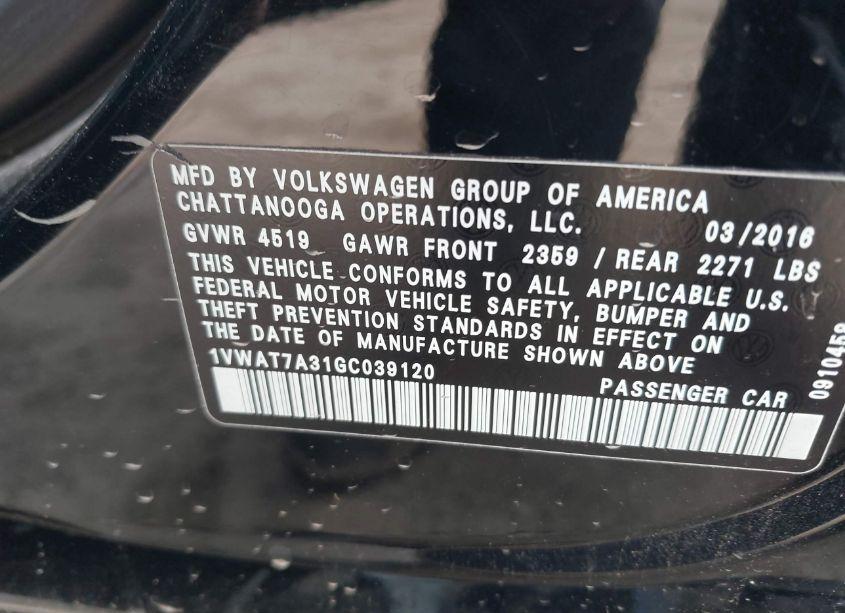 MFD BY VOLKSWAGEN GROUP OF AMERICA
CHATTANOOGA OPERATIONS, LLC. 03/2016
GVWR 4519 GAWR FRONT 2359 / REAR 2271 LBS
THIS VEHICLE CONFORMS TO ALL APPLICABLE U.S.
FEDERAL MOTOR VEHICLE SAFETY, BUMPER AND
THEFT PREVENTION STANDARDS IN EFFECT ON
THE DATE OF MANUFACTURE SHOWN ABOVE
1VWAT7A31GC039120 PASSENGER CAR